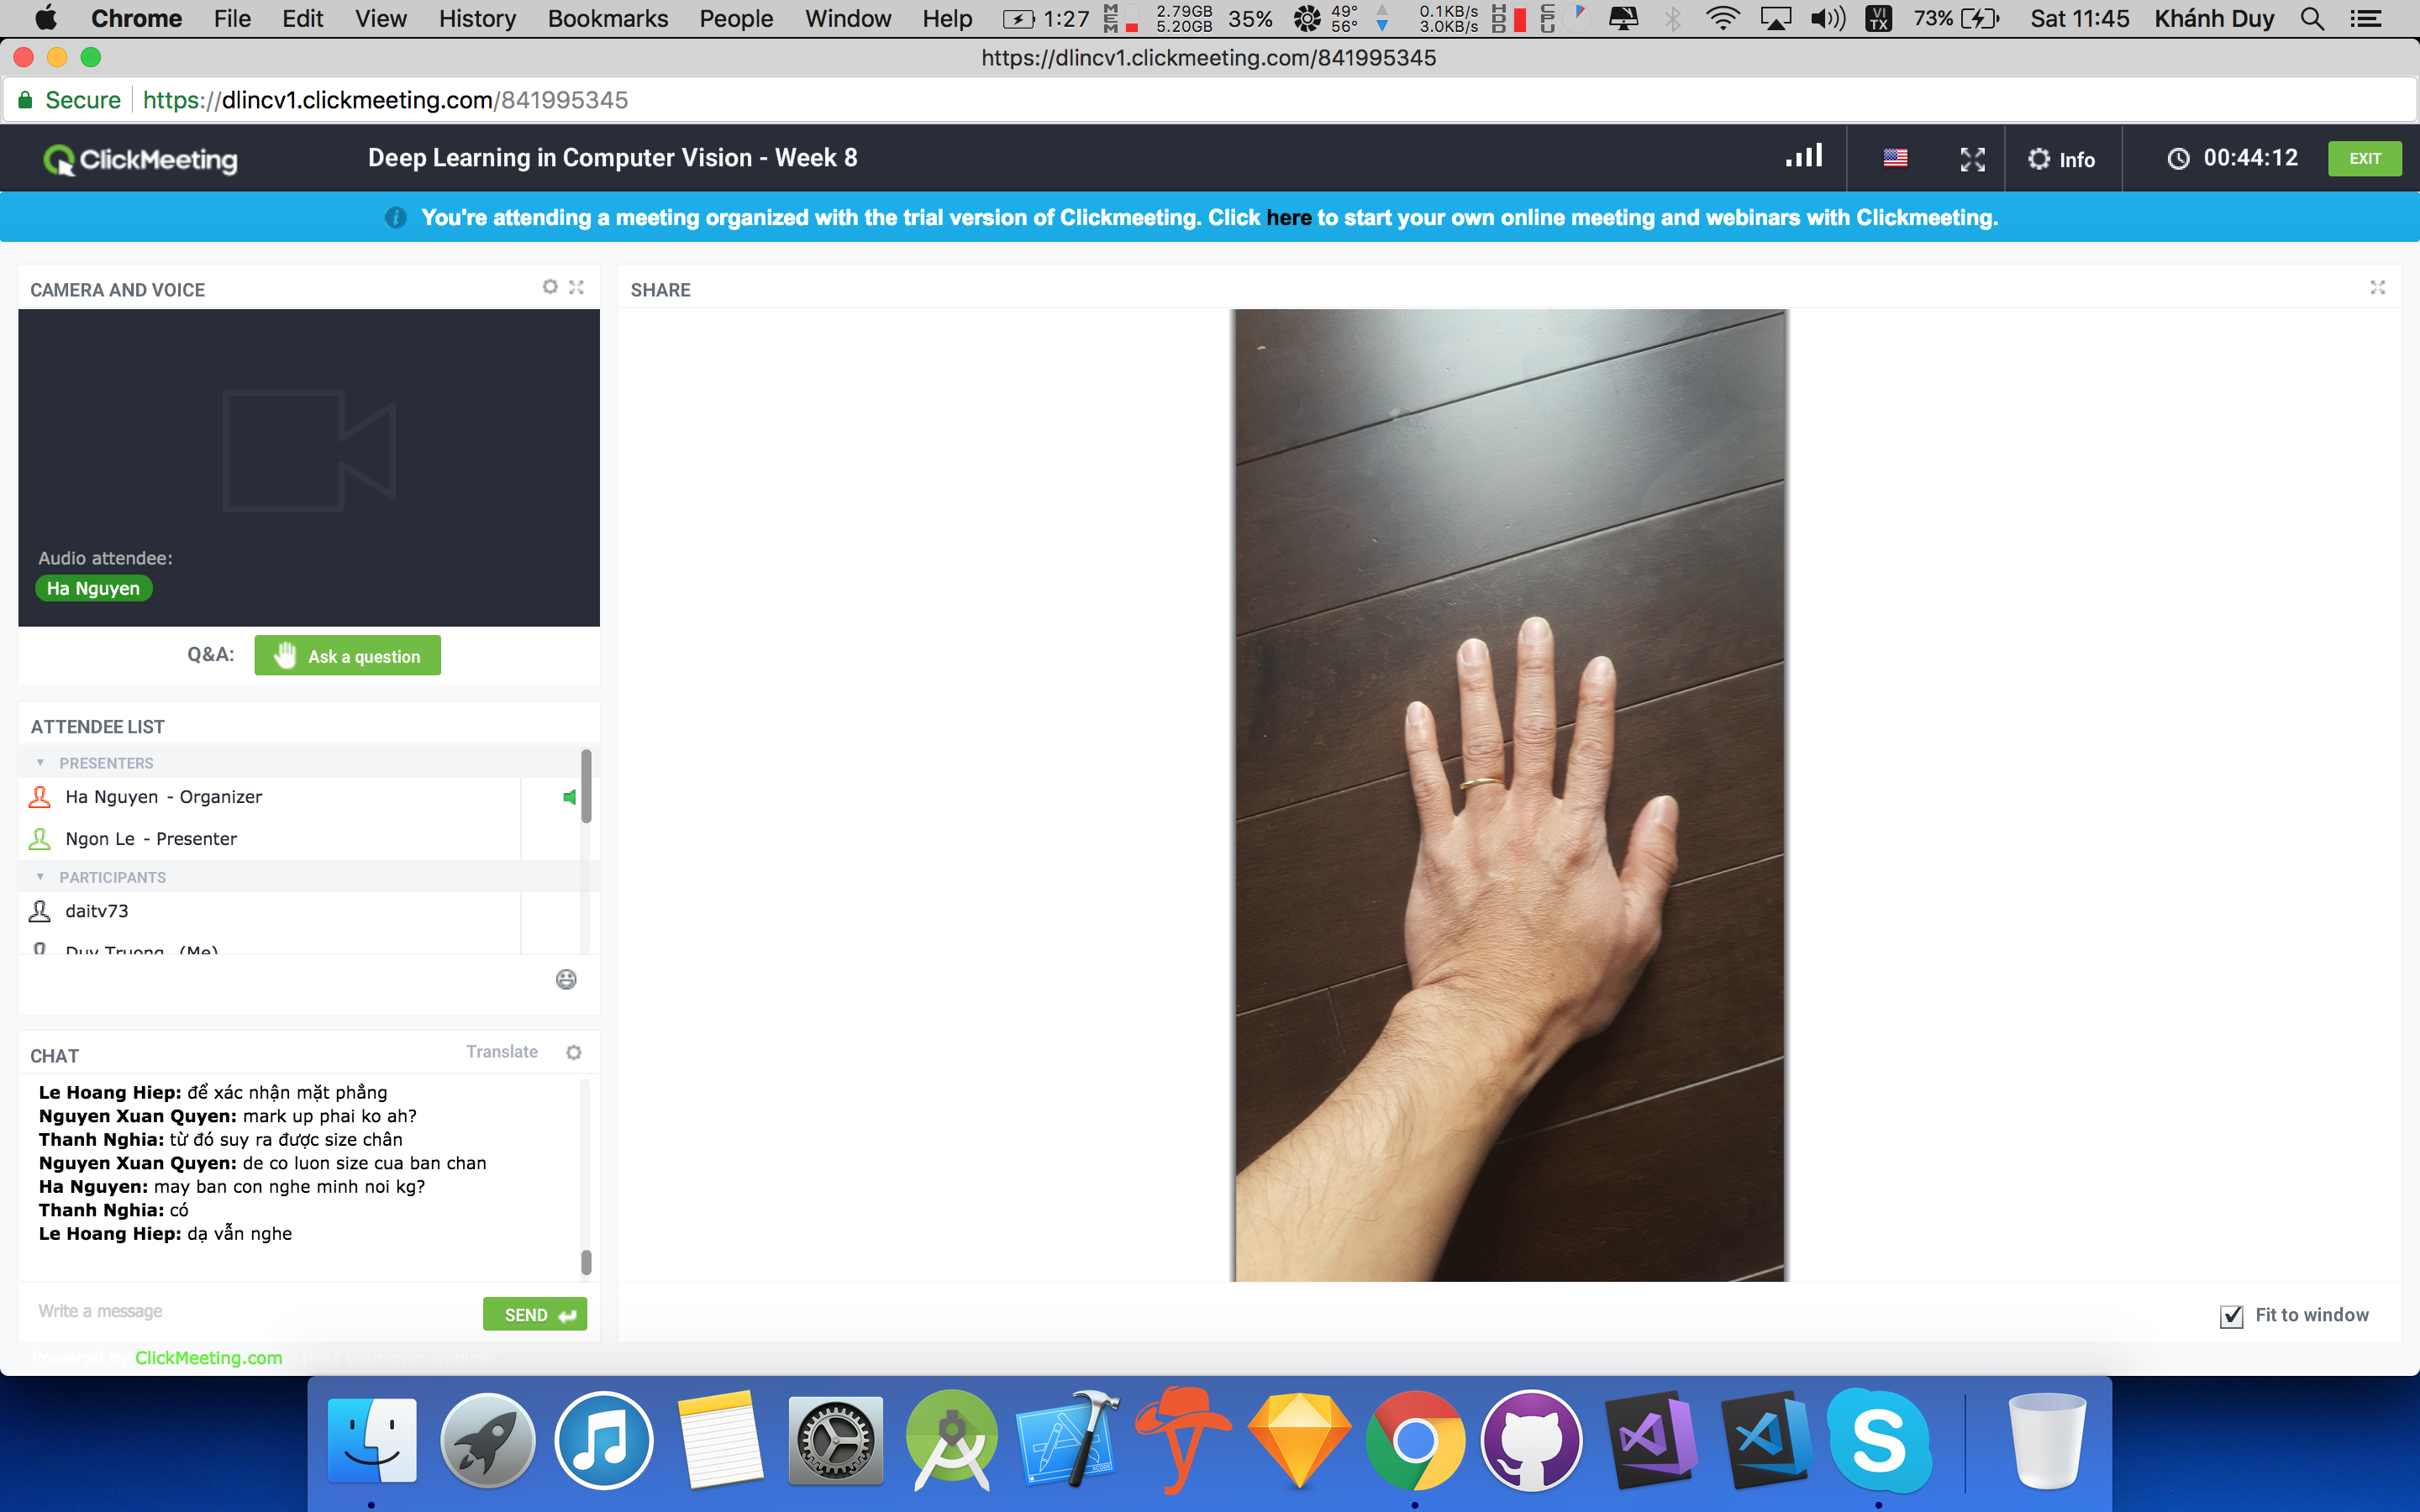 Chrome File Edit View History Bookmarks People Window Help 1:27 MEM 2.79GB 5.20GB 35% 49° 56° 0.1KB/s 3.0KB/s HDD CPU VI TX 73% Sat 11:45 Khánh Duy
https://dlincv1.clickmeeting.com/841995345
Secure https://dlincv1.clickmeeting.com/841995345
ClickMeeting Deep Learning in Computer Vision - Week 8 Info 00:44:12 EXIT
You're attending a meeting organized with the trial version of Clickmeeting. Click here to start your own online meeting and webinars with Clickmeeting.
CAMERA AND VOICE
Audio attendee:
Ha Nguyen
Q&A: Ask a question
ATTENDEE LIST
PRESENTERS
Ha Nguyen - Organizer
Ngon Le - Presenter
PARTICIPANTS
daitv73
Duy Truong (Me)
CHAT Translate
Le Hoang Hiep: để xác nhận mặt phẳng
Nguyen Xuan Quyen: mark up phai ko ah?
Thanh Nghia: từ đó suy ra được size chân
Nguyen Xuan Quyen: de co luon size cua ban chan
Ha Nguyen: may ban con nghe minh noi kg?
Thanh Nghia: có
Le Hoang Hiep: dạ vẫn nghe
Write a message SEND
Powered by ClickMeeting.com Host your own webinar
SHARE
Fit to window